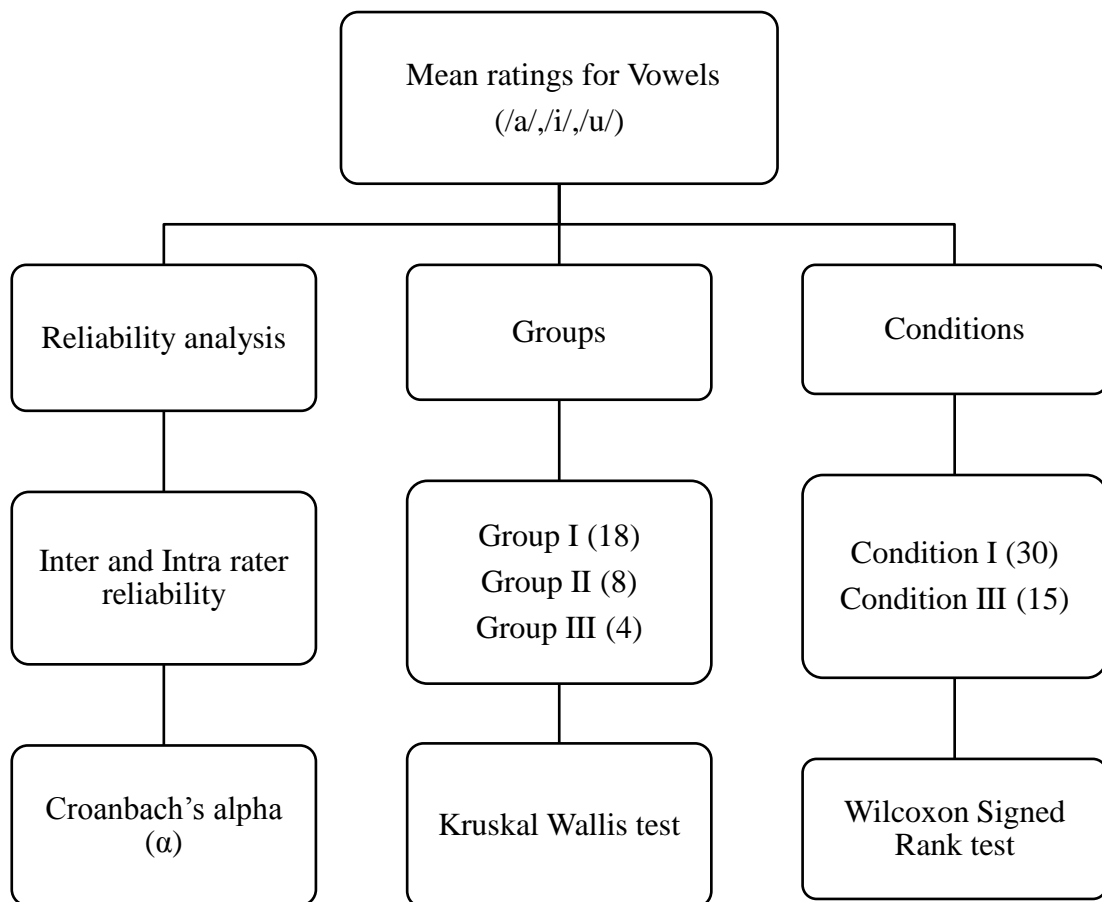 Mean ratings for Vowels
(/a/,/i/,/u/)
Reliability analysis
Groups
Conditions
Inter and Intra rater
reliability
Group I (18)
Group II (8)
Group III (4)
Condition I (30)
Condition III (15)
Croanbach’s alpha
(α)
Kruskal Wallis test
Wilcoxon Signed
Rank test